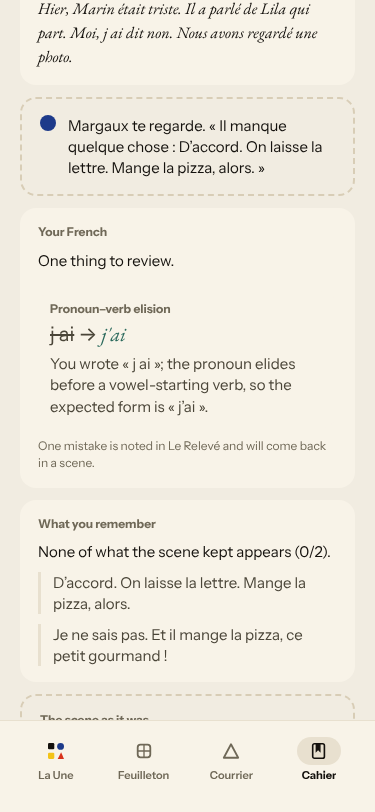 Hier, Marin était triste. Il a parlé de Lila qui
part. Moi, j ai dit non. Nous avons regardé une
photo.
Margaux te regarde. « Il manque
quelque chose : D’accord. On laisse la
lettre. Mange la pizza, alors. »
Your French
One thing to review.
Pronoun–verb elision
j ai → j’ai
You wrote « j ai »; the pronoun elides
before a vowel-starting verb, so the
expected form is « j’ai ».
One mistake is noted in Le Relevé and will come back
in a scene.
What you remember
None of what the scene kept appears (0/2).
D’accord. On laisse la lettre. Mange la
pizza, alors.
Je ne sais pas. Et il mange la pizza, ce
petit gourmand !
The scene as it was
La Une
Feuilleton
Courrier
Cahier